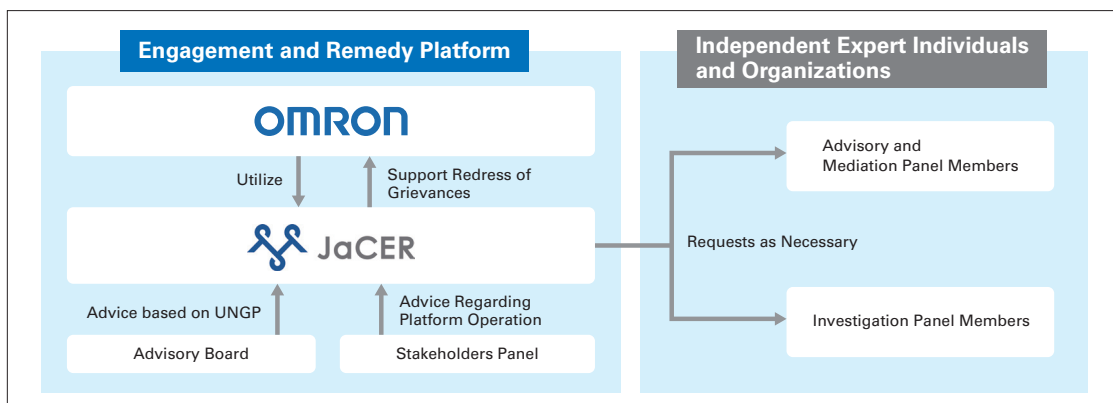 Engagement and Remedy Platform
OMRON
Utilize
Support Redress of
Grievances
JaCER
Advice based on UNGP
Advice Regarding
Platform Operation
Advisory Board
Stakeholders Panel
Independent Expert Individuals
and Organizations
Advisory and
Mediation Panel Members
Requests as Necessary
Investigation Panel Members